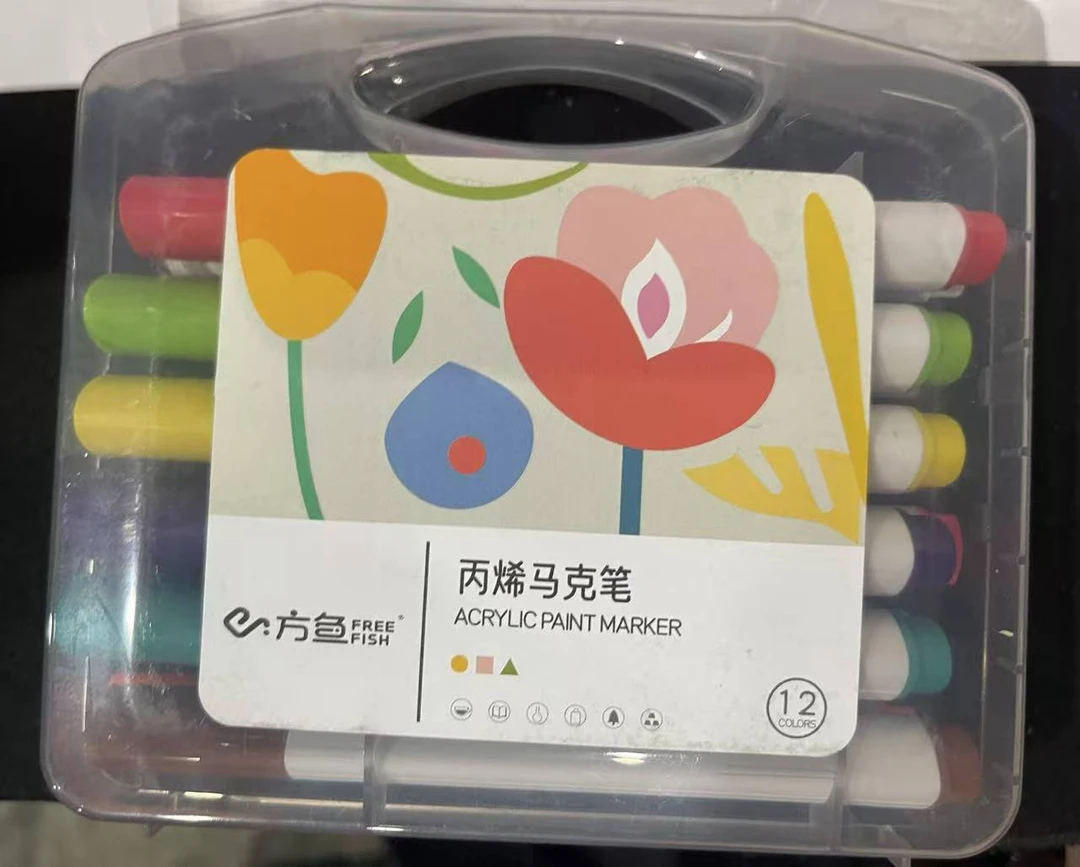 方鱼 FREE FISH
丙烯马克笔
ACRYLIC PAINT MARKER
12
COLORS